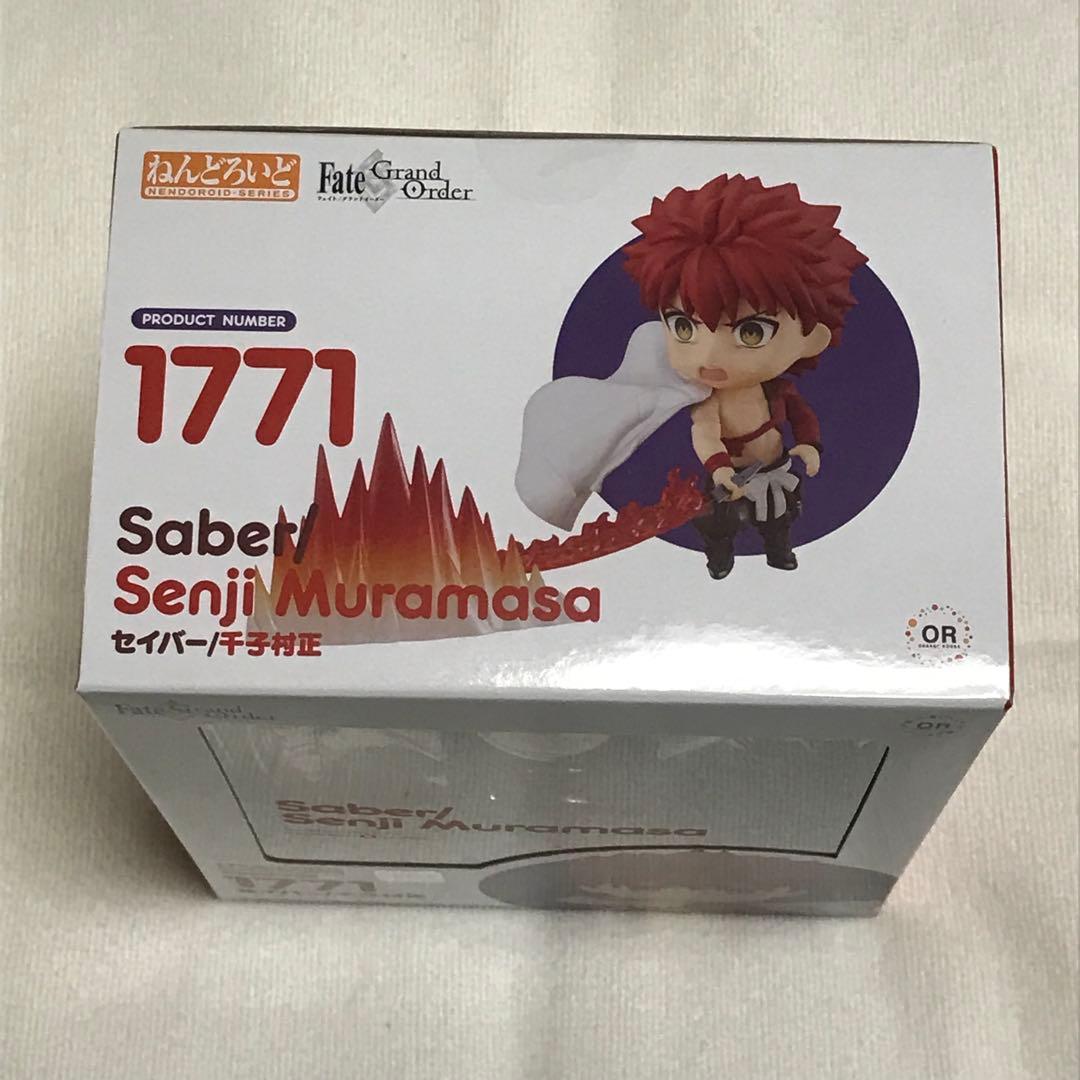 ねんどろいど
NENDOROID-SERIES
Fate Grand Order
フェイト/グランドオーダー
PRODUCT NUMBER
1771
Saber/
Senji Muramasa
セイバー/千子村正
OR
ORANGE ROUGE
Fate Grand Order
OR
Saber/
Senji Muramasa
1771